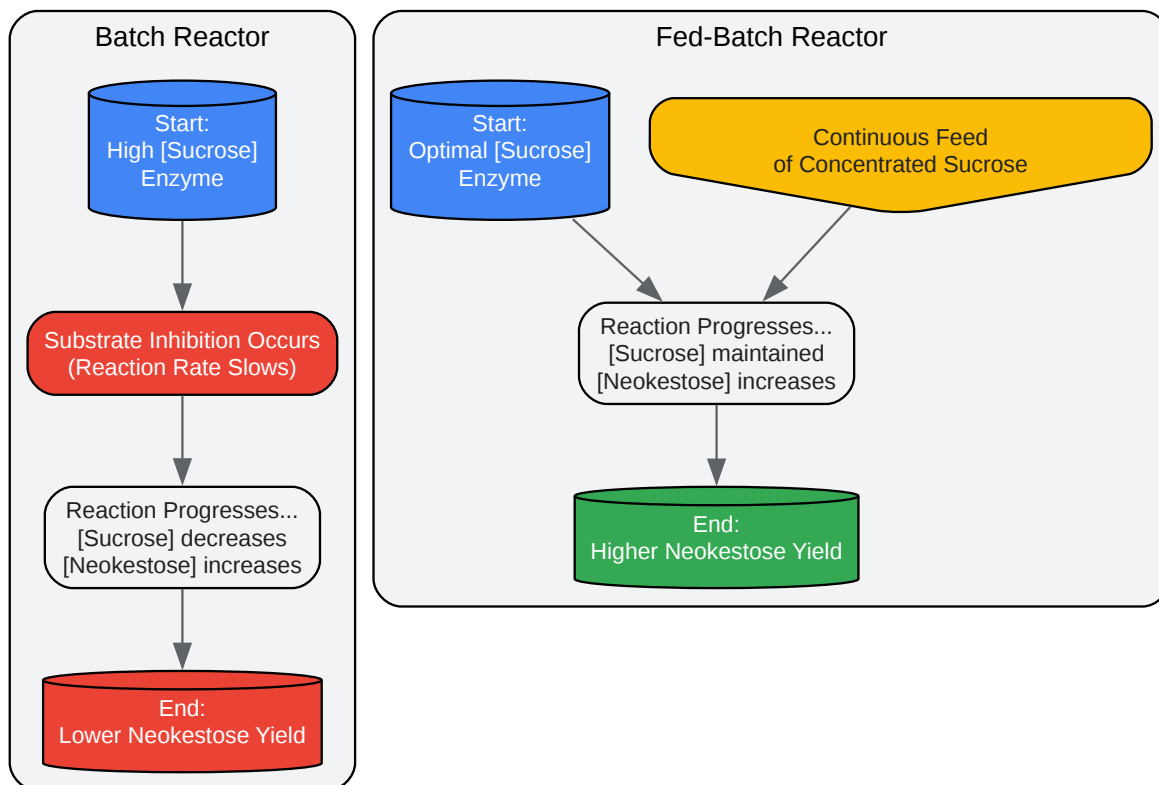 Batch Reactor
Start:
High [Sucrose]
Enzyme
Substrate Inhibition Occurs
(Reaction Rate Slows)
Reaction Progresses...
[Sucrose] decreases
[Neokestose] increases
End:
Lower Neokestose Yield
Fed-Batch Reactor
Start:
Optimal [Sucrose]
Enzyme
Continuous Feed
of Concentrated Sucrose
Reaction Progresses...
[Sucrose] maintained
[Neokestose] increases
End:
Higher Neokestose Yield